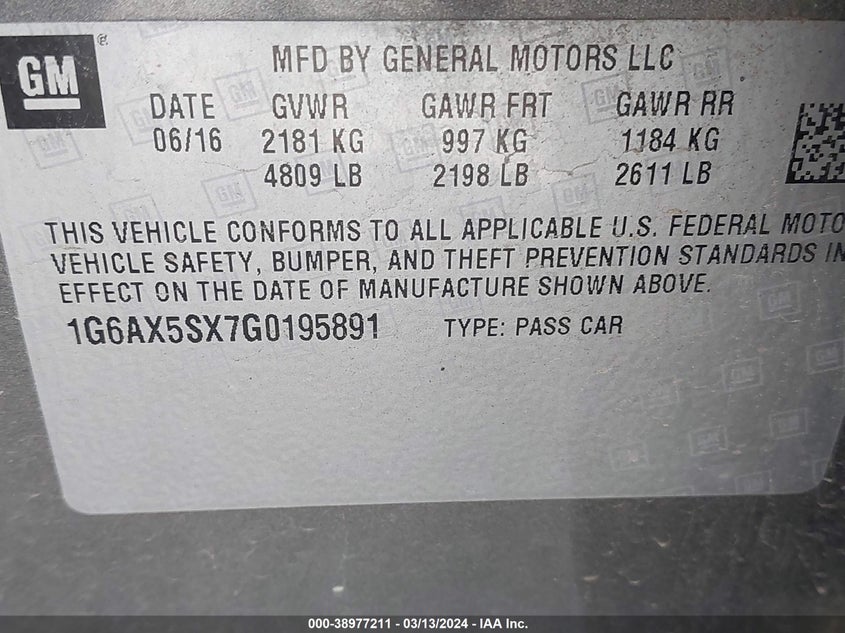 GM
MFD BY GENERAL MOTORS LLC
DATE GVWR GAWR FRT GAWR RR
06/16 2181 KG 997 KG 1184 KG
4809 LB 2198 LB 2611 LB
THIS VEHICLE CONFORMS TO ALL APPLICABLE U.S. FEDERAL MOTO
VEHICLE SAFETY, BUMPER, AND THEFT PREVENTION STANDARDS IN
EFFECT ON THE DATE OF MANUFACTURE SHOWN ABOVE.
1G6AX5SX7G0195891 TYPE: PASS CAR
000-38977211 - 03/13/2024 - IAA Inc.